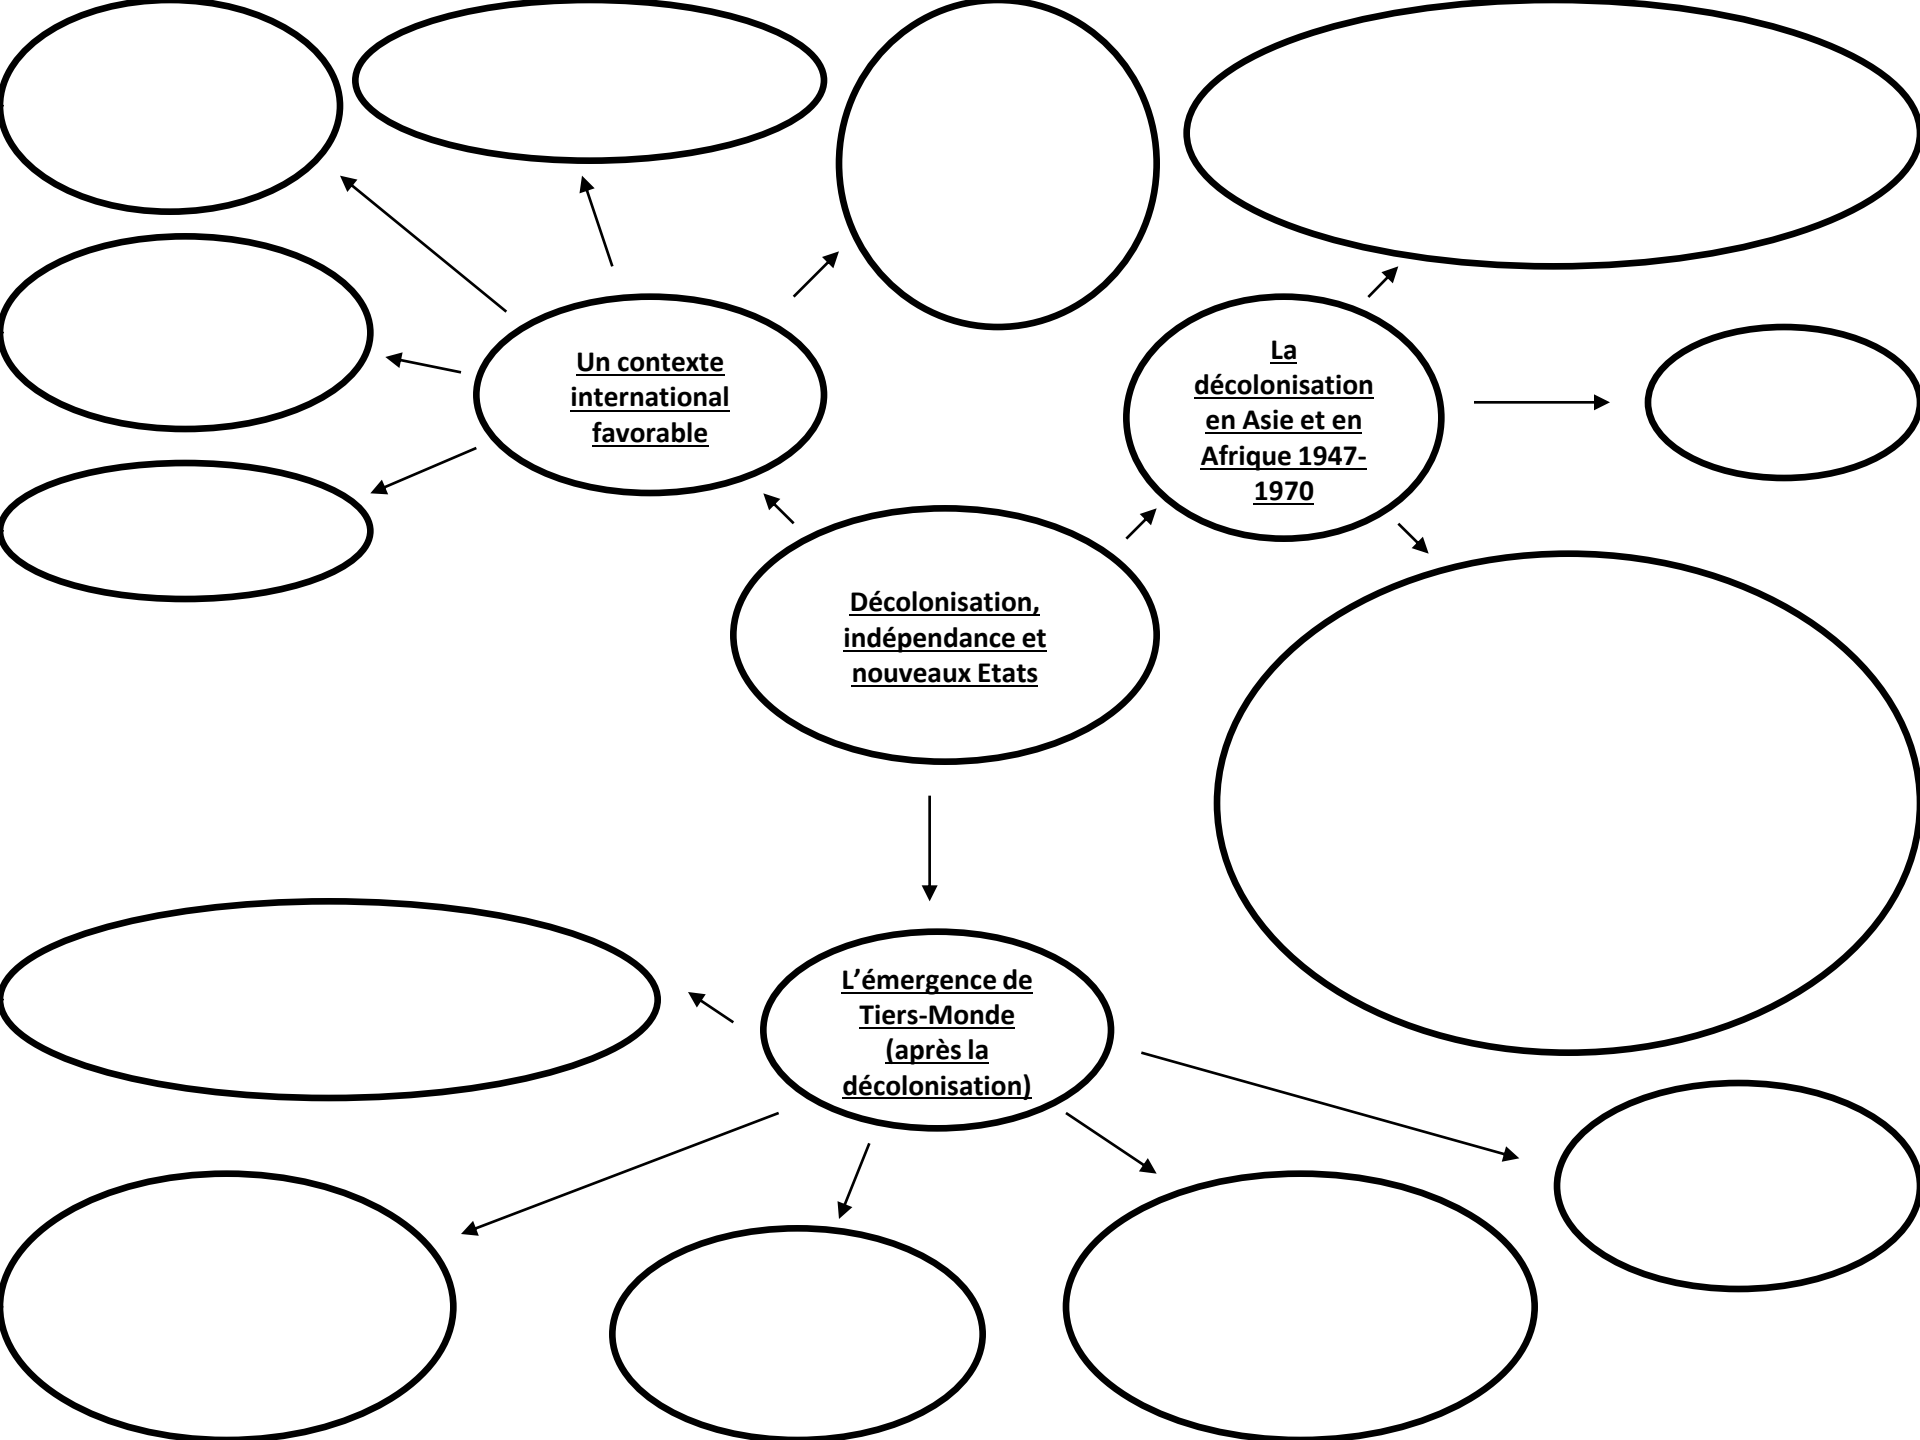 Un contexte
international
favorable
La
décolonisation
en Asie et en
Afrique 1947-
1970
Décolonisation,
indépendance et
nouveaux Etats
L’émergence de
Tiers-Monde
(après la
décolonisation)